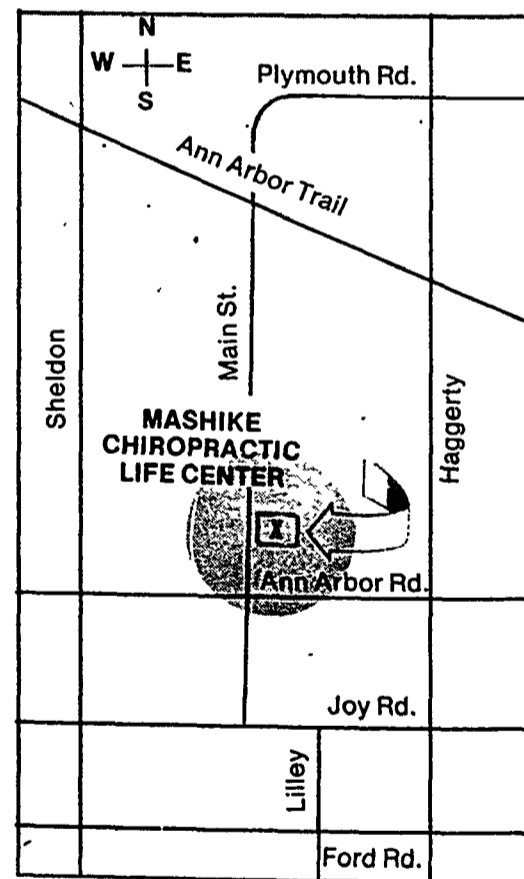 N
W E
S
Plymouth Rd.
Ann Arbor Trail
Main St.
Sheldon
Haggerty
MASHIKE
CHIROPRACTIC
LIFE CENTER
X
Ann Arbor Rd.
Joy Rd.
Lilley
Ford Rd.